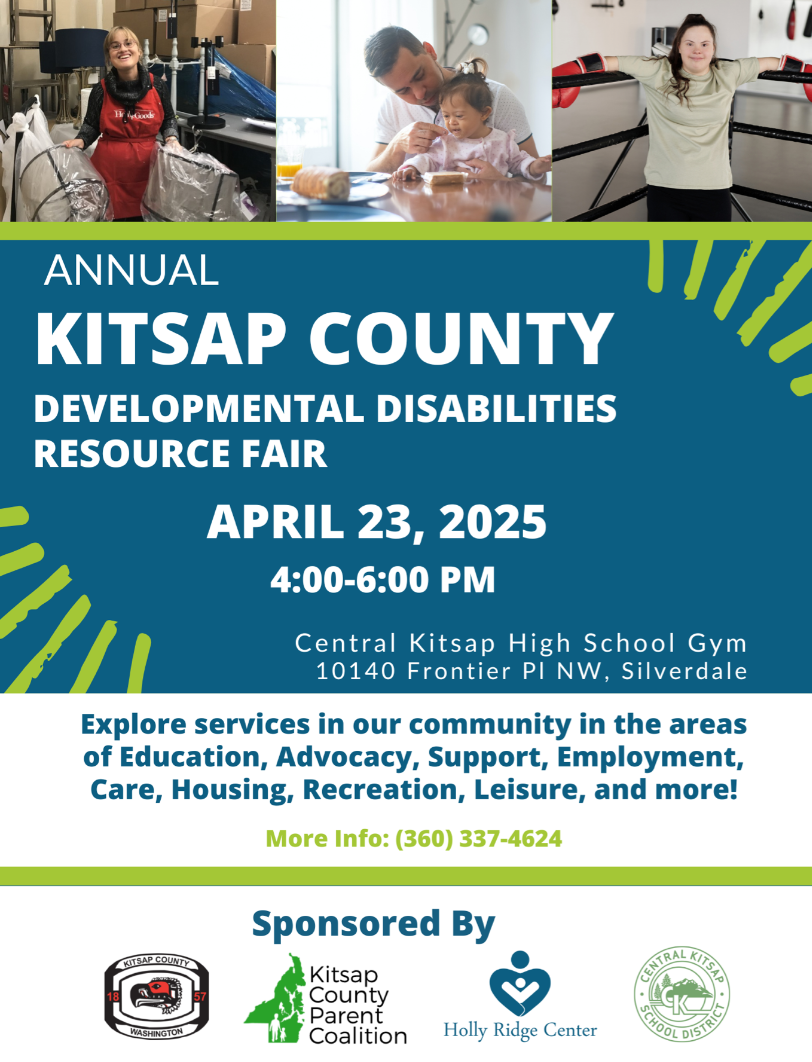 HomeGoods
ANNUAL
KITSAP COUNTY
DEVELOPMENTAL DISABILITIES
RESOURCE FAIR
APRIL 23, 2025
4:00-6:00 PM
Central Kitsap High School Gym
10140 Frontier Pl NW, Silverdale
Explore services in our community in the areas
of Education, Advocacy, Support, Employment,
Care, Housing, Recreation, Leisure, and more!
More Info: (360) 337-4624
Sponsored By
KITSAP COUNTY
18 57
WASHINGTON
Kitsap
County
Parent
Coalition
Holly Ridge Center
CENTRAL KITSAP
CK
SCHOOL DISTRICT